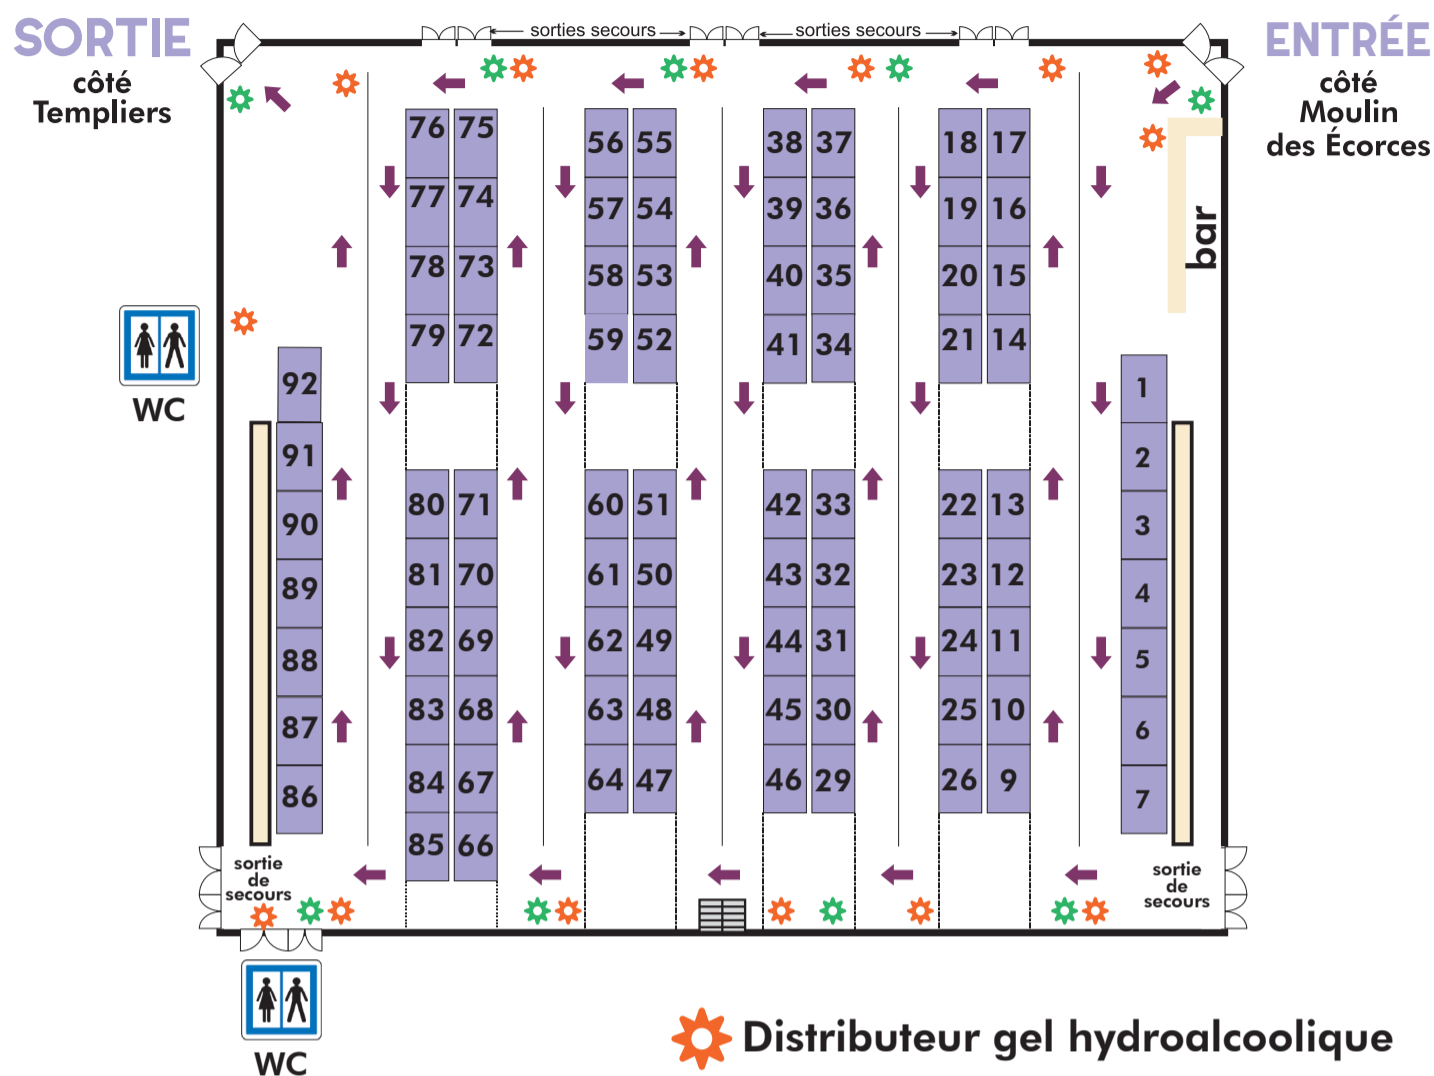 SORTIE
côté
Templiers
sorties secours
sorties secours
ENTRÉE
côté
Moulin
des Écorces
bar
76 75 56 55 38 37 18 17
77 74 57 54 39 36 19 16
78 73 58 53 40 35 20 15
79 72 59 52 41 34 21 14
92 1
91 2
80 71 60 51 42 33 22 13
90 3
81 70 61 50 43 32 23 12
89 4
82 69 62 49 44 31 24 11
88 5
83 68 63 48 45 30 25 10
87 6
84 67 64 47 46 29 26 9
86 7
85 66
WC
sortie
de
secours
sortie
de
secours
WC
Distributeur gel hydroalcoolique